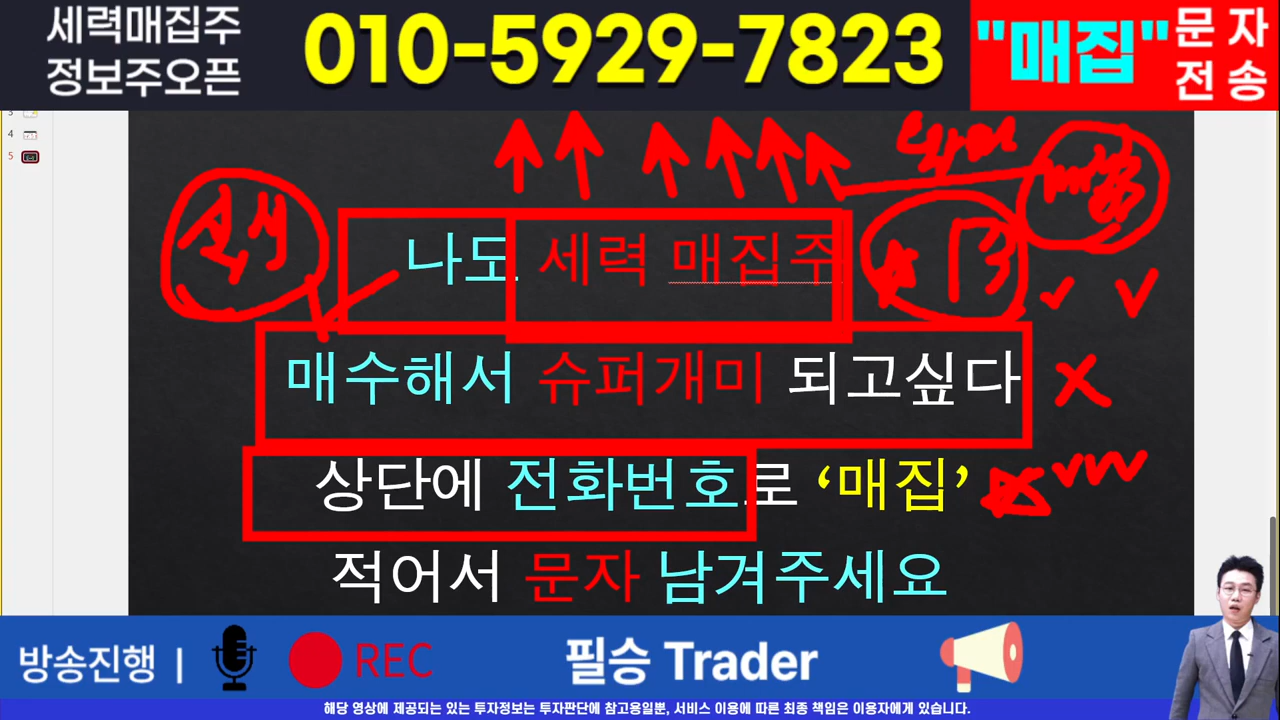 세력매집주
정보주오픈
010-5929-7823
"매집"
문자
전송
3
4
5
나도 세력 매집주
매수해서 슈퍼개미 되고싶다
상단에 전화번호로 ‘매집’
적어서 문자 남겨주세요
방송진행 |
REC
필승 Trader
해당 영상에 제공되는 있는 투자정보는 투자판단에 참고용일뿐, 서비스 이용에 따른 최종 책임은 이용자에게 있습니다.